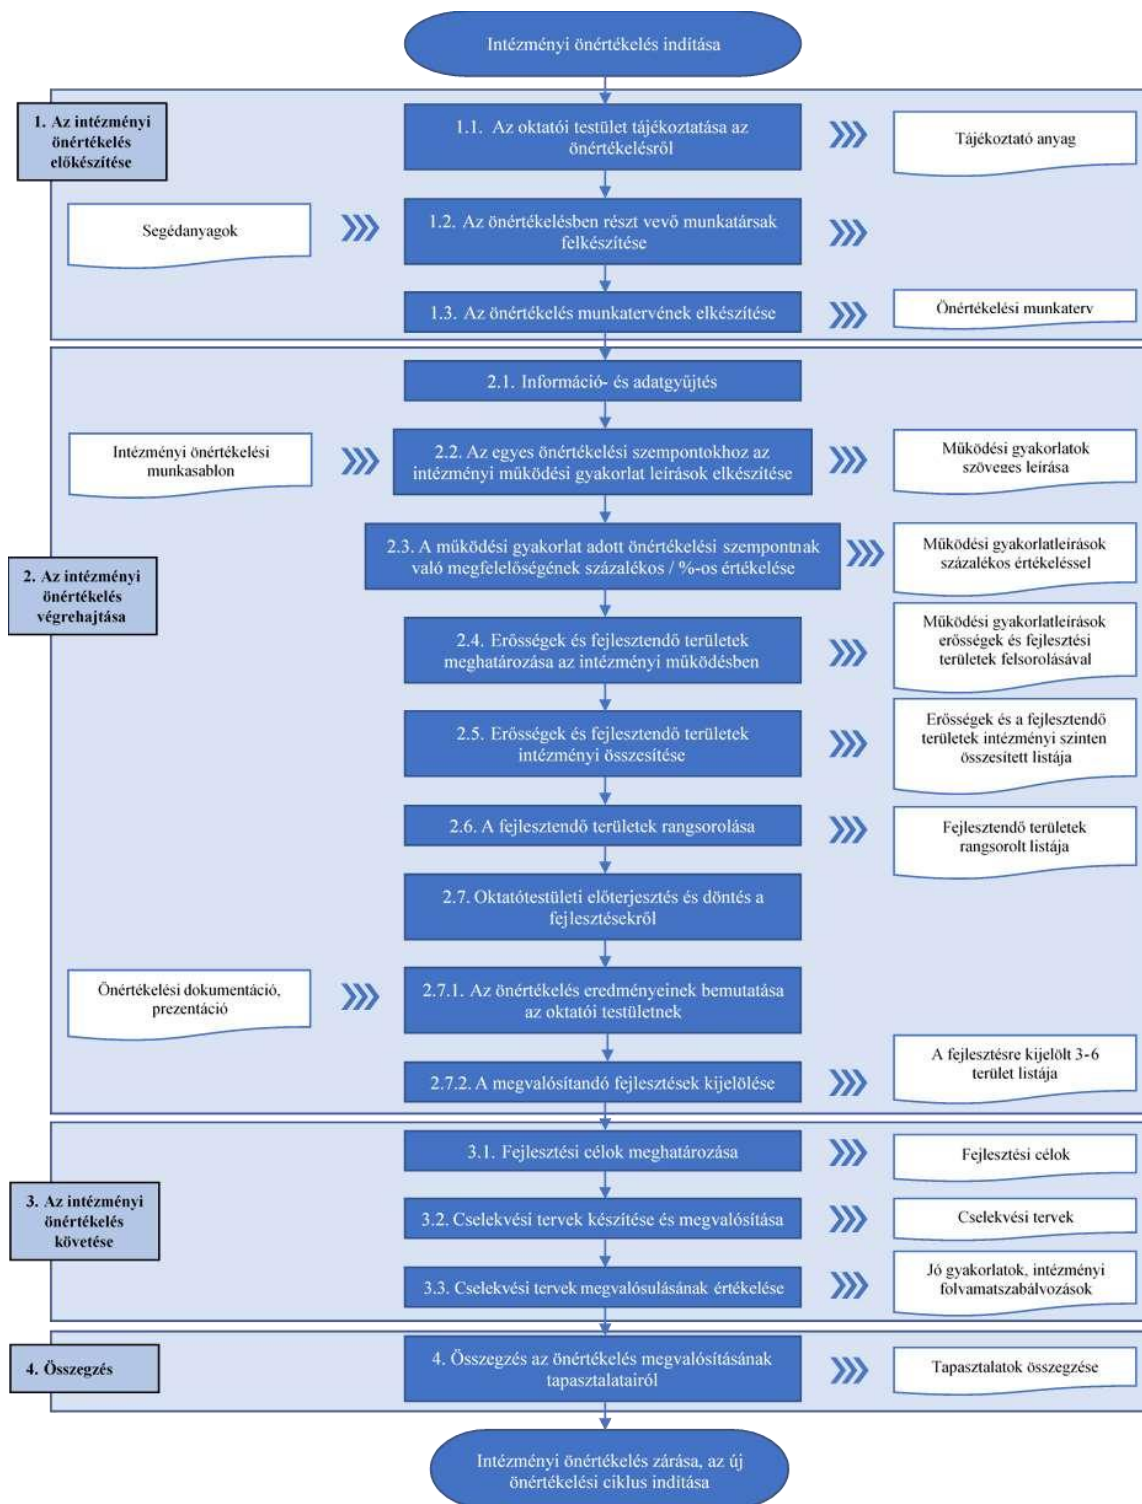 Intézményi önértékelés indítása
1. Az intézményi
önértékelés
előkészítése
1.1. Az oktatói testület tájékoztatása az
önértékelésről
Tájékoztató anyag
Segédanyagok
1.2. Az önértékelésben részt vevő munkatársak
felkészítése
1.3. Az önértékelés munkatervének elkészítése
Önértékelési munkaterv
2. Az intézményi
önértékelés
végrehajtása
2.1. Információ- és adatgyűjtés
Intézményi önértékelési
munkasablon
2.2. Az egyes önértékelési szempontokhoz az
intézményi működési gyakorlat leírások elkészítése
Működési gyakorlatok
szöveges leírása
2.3. A működési gyakorlat adott önértékelési szempontnak
való megfelelőségének százalékos / %-os értékelése
Működési gyakorlatleírások
százalékos értékeléssel
2.4. Erősségek és fejlesztendő területek
meghatározása az intézményi működésben
Működési gyakorlatleírások
erősségek és fejlesztési
területek felsorolásával
2.5. Erősségek és fejlesztendő területek
intézményi összesítése
Erősségek és a fejlesztendő
területek intézményi szinten
összesített listája
2.6. A fejlesztendő területek rangsorolása
Fejlesztendő területek
rangsorolt listája
2.7. Oktatótestületi előterjesztés és döntés a
fejlesztésekről
Önértékelési dokumentáció,
prezentáció
2.7.1. Az önértékelés eredményeinek bemutatása
az oktatói testületnek
2.7.2. A megvalósítandó fejlesztések kijelölése
A fejlesztésre kijelölt 3-6
terület listája
3. Az intézményi
önértékelés
követése
3.1. Fejlesztési célok meghatározása
Fejlesztési célok
3.2. Cselekvési tervek készítése és megvalósítása
Cselekvési tervek
3.3. Cselekvési tervek megvalósulásának értékelése
Jó gyakorlatok, intézményi
folyamatszabályozások
4. Összegzés
4. Összegzés az önértékelés megvalósításának
tapasztalatairól
Tapasztalatok összegzése
Intézményi önértékelés zárása, az új
önértékelési ciklus indítása